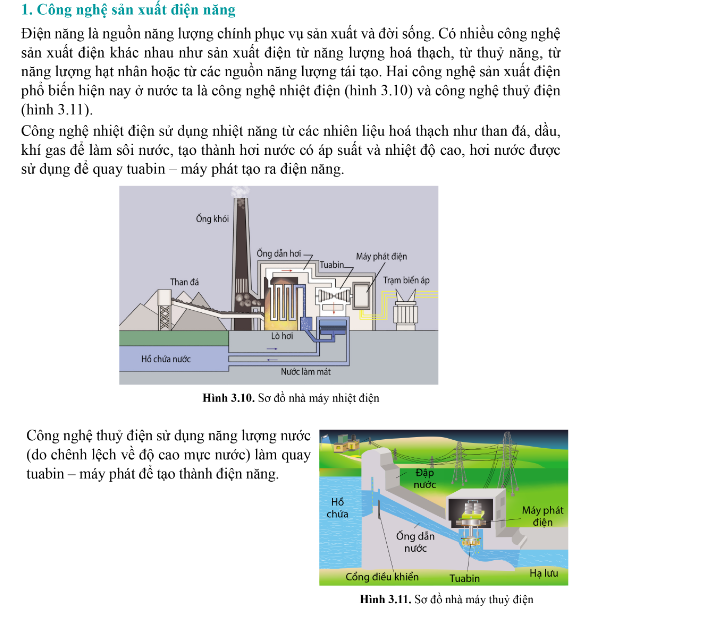 1. Công nghệ sản xuất điện năng
Điện năng là nguồn năng lượng chính phục vụ sản xuất và đời sống. Có nhiều công nghệ
sản xuất điện khác nhau như sản xuất điện từ năng lượng hoá thạch, từ thuỷ năng, từ
năng lượng hạt nhân hoặc từ các nguồn năng lượng tái tạo. Hai công nghệ sản xuất điện
phổ biến hiện nay ở nước ta là công nghệ nhiệt điện (hình 3.10) và công nghệ thuỷ điện
(hình 3.11).
Công nghệ nhiệt điện sử dụng nhiệt năng từ các nhiên liệu hoá thạch như than đá, dầu,
khí gas để làm sôi nước, tạo thành hơi nước có áp suất và nhiệt độ cao, hơi nước được
sử dụng để quay tuabin – máy phát tạo ra điện năng.
Ống khói
Ống dẫn hơi
Máy phát điện
Tuabin
Than đá
Trạm biến áp
Lò hơi
Hồ chứa nước
Nước làm mát
Hình 3.10. Sơ đồ nhà máy nhiệt điện
Công nghệ thuỷ điện sử dụng năng lượng nước
(do chênh lệch về độ cao mực nước) làm quay
tuabin – máy phát để tạo thành điện năng.
Đập
nước
Hồ
chứa
Máy phát
điện
Ống dẫn
nước
Cổng điều khiển
Tuabin
Hạ lưu
Hình 3.11. Sơ đồ nhà máy thuỷ điện